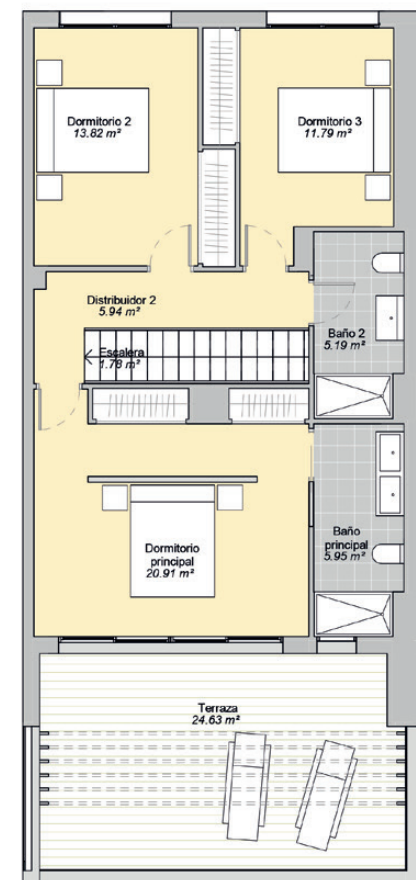 Dormitorio 2
13.82 m²
Dormitorio 3
11.79 m²
Distribuidor 2
5.94 m²
Escalera
1.78 m²
Baño 2
5.19 m²
Dormitorio
principal
20.91 m²
Baño
principal
5.95 m²
Terraza
24.63 m²